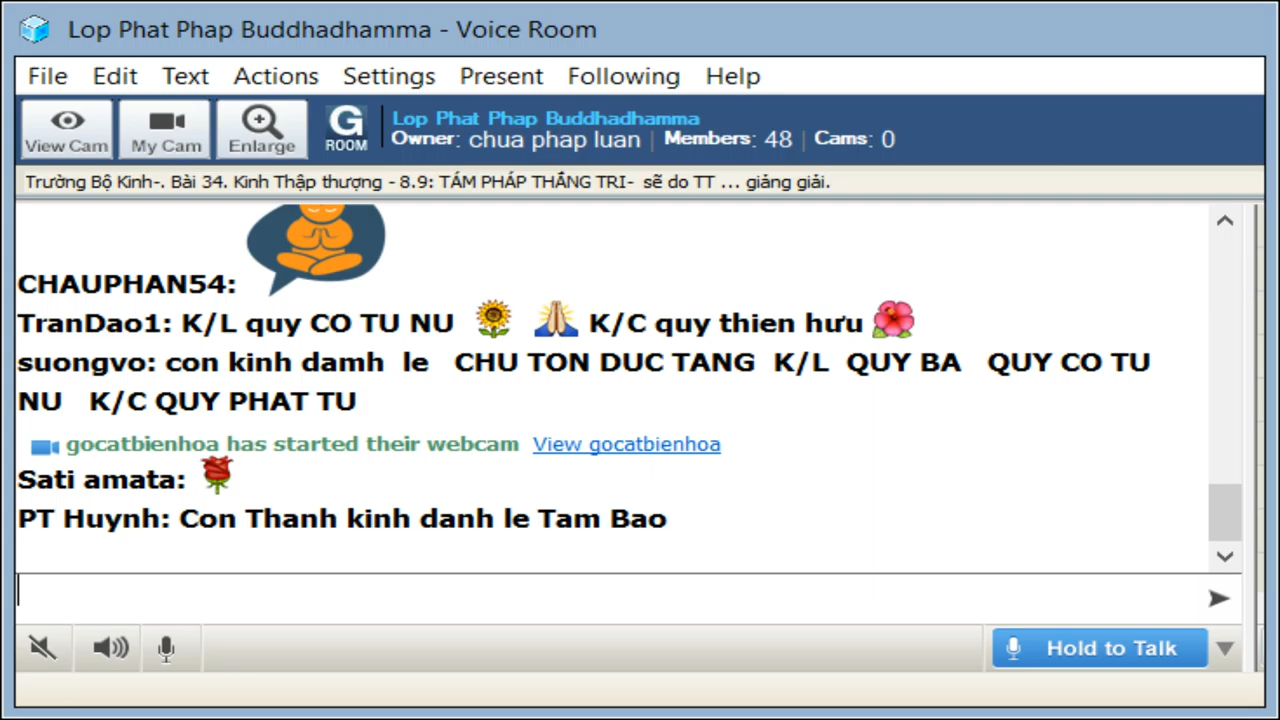 Lop Phat Phap Buddhadhamma - Voice Room
File Edit Text Actions Settings Present Following Help
View Cam My Cam Enlarge G ROOM
Lop Phat Phap Buddhadhamma
Owner: chua phap luan | Members: 48 | Cams: 0
Trường Bộ Kinh-. Bài 34. Kinh Thập thượng - 8.9: TÁM PHÁP THẮNG TRI- sẽ do TT ... giảng giải.
CHAUPHAN54:
TranDao1: K/L quy CO TU NU K/C quy thien hưu
suongvo: con kinh damh le CHU TON DUC TANG K/L QUY BA QUY CO TU
NU K/C QUY PHAT TU
gocatbienhoa has started their webcam View gocatbienhoa
Sati amata:
PT Huynh: Con Thanh kinh danh le Tam Bao
Hold to Talk